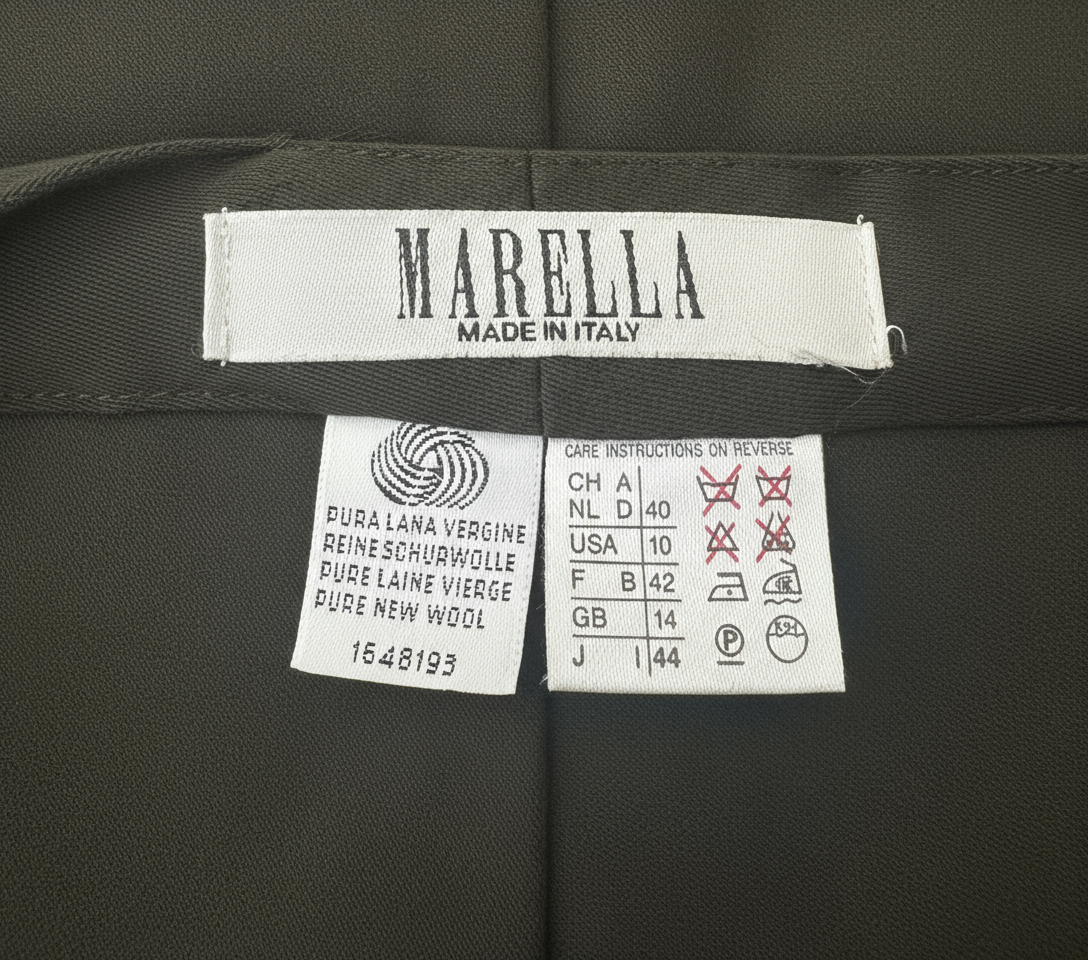 MARELLA
MADE IN ITALY
PURA LANA VERGINE
REINE SCHURWOLLE
PURE LAINE VIERGE
PURE NEW WOOL
1648193
CARE INSTRUCTIONS ON REVERSE
CH A
NL D 40
USA 10
F B 42
GB 14
J I 44
P